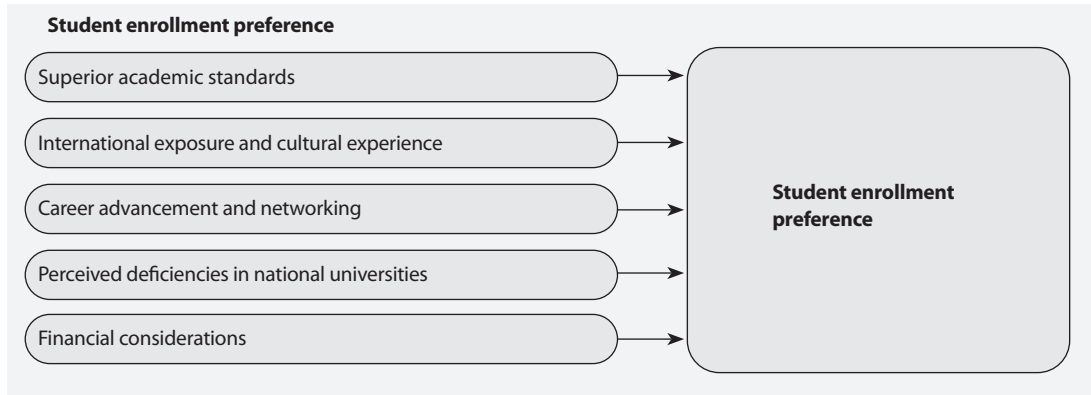 Student enrollment preference
Superior academic standards
International exposure and cultural experience
Career advancement and networking
Perceived deficiencies in national universities
Financial considerations
Student enrollment
preference